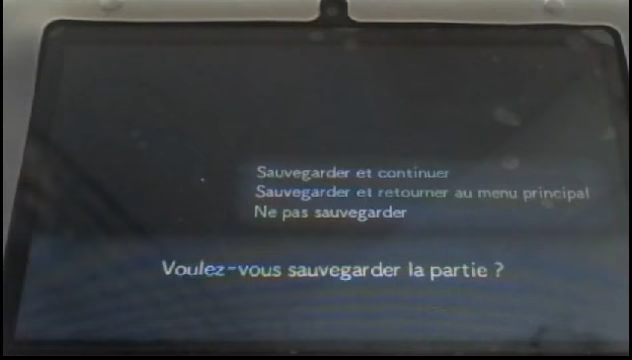 Sauvegarder et continuer
Sauvegarder et retourner au menu principal
Ne pas sauvegarder
Voulez-vous sauvegarder la partie ?